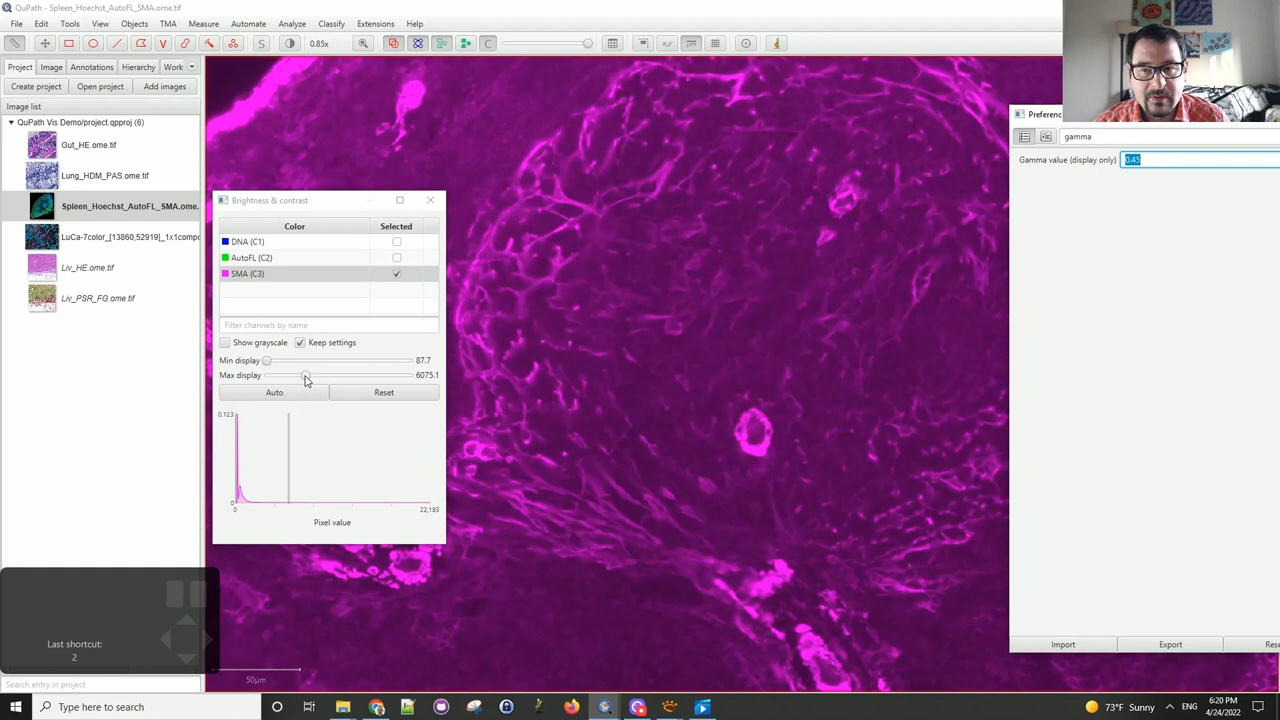 QuPath - Spleen_Hoechst_AutoFL_SMA.ome.tif
File Edit Tools View Objects TMA Measure Automate Analyze Classify Extensions Help
0.85x
S
C
x,y
Project Image Annotations Hierarchy Work
Create project Open project Add images
Image list
QuPath Vis Demo/project.qpproj (6)
Gut_HE.ome.tif
Lung_HDM_PAS.ome.tif
Spleen_Hoechst_AutoFL_SMA.ome.
LuCa-7color_[13860,52919]_1x1compo
Liv_HE.ome.tif
Liv_PSR_FG.ome.tif
Brightness & contrast
Color Selected
DNA (C1)
AutoFL (C2)
SMA (C3)
Filter channels by name
Show grayscale Keep settings
Min display 87.7
Max display 6075.1
Auto Reset
0.123
0
0 22,183
Pixel value
Preferenc
gamma
Gamma value (display only) 0.45
Import Export Rese
Last shortcut:
2
Search entry in project
50µm
Type here to search
73°F Sunny ENG 6:20 PM
4/24/2022